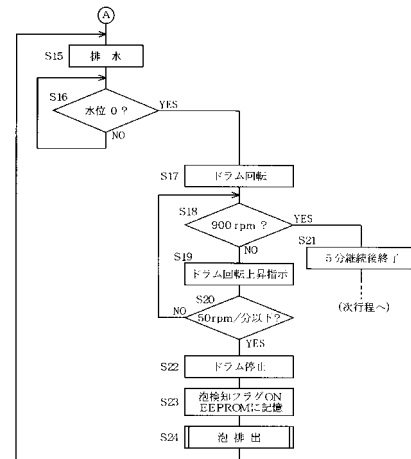 A
S15
排 水
S16
水位 0 ?
YES
NO
S17
ドラム回転
S18
900 rpm ?
YES
NO
S21
5分継続後終了
(次行程へ)
S19
ドラム回転上昇指示
S20
50rpm/分以下?
NO
YES
S22
ドラム停止
S23
泡検知フラグON
EEPROMに記憶
S24
泡 排 出